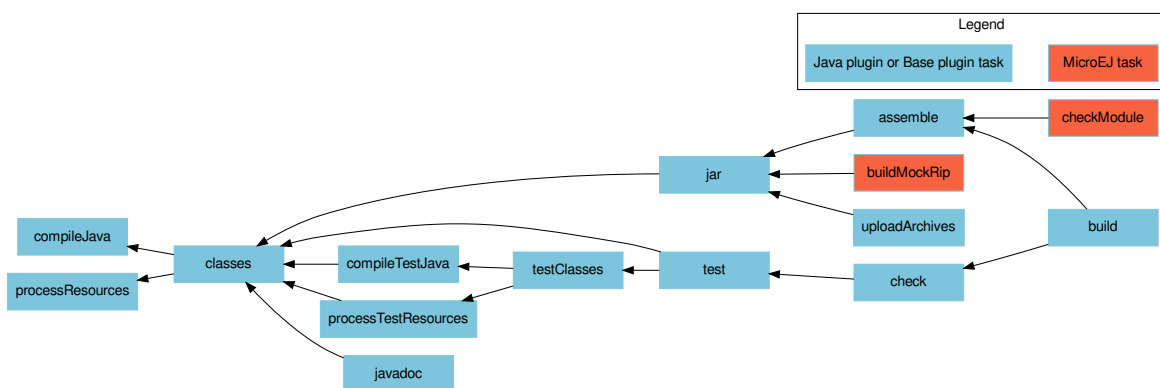 Legend
Java plugin or Base plugin task
MicroEJ task
assemble
checkModule
jar
buildMockRip
compileJava
uploadArchives
build
classes
compileTestJava
testClasses
test
check
processResources
processTestResources
javadoc